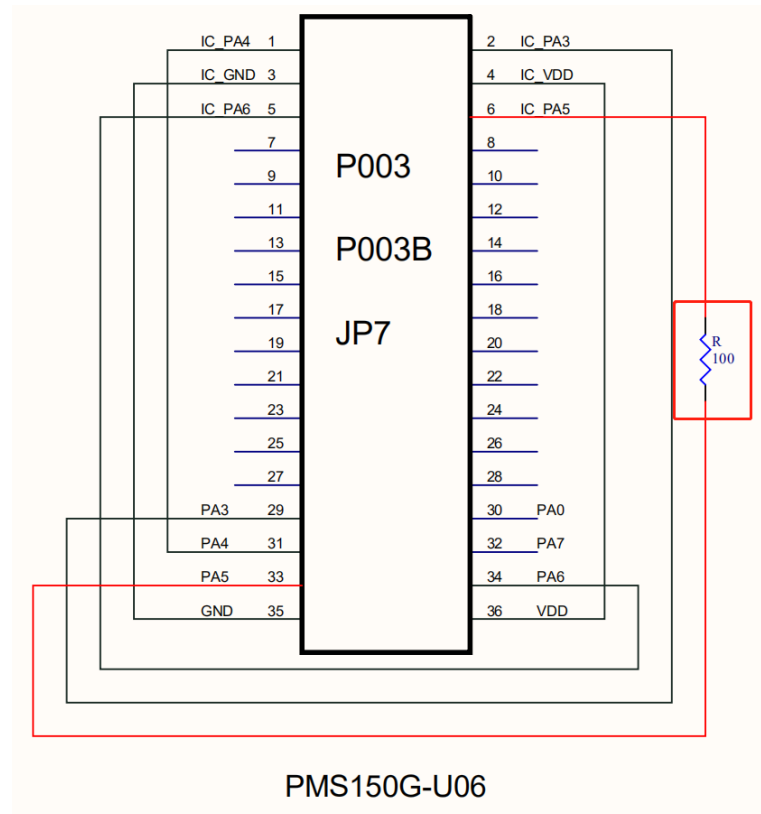 IC_PA4 1 2 IC_PA3
IC_GND 3 4 IC_VDD
IC_PA6 5 6 IC_PA5
7 8
P003
9 10
11 12
13 14
P003B
15 16
17 18
JP7
19 20
R
100
21 22
23 24
25 26
27 28
PA3 29 30 PA0
PA4 31 32 PA7
PA5 33 34 PA6
GND 35 36 VDD
PMS150G-U06